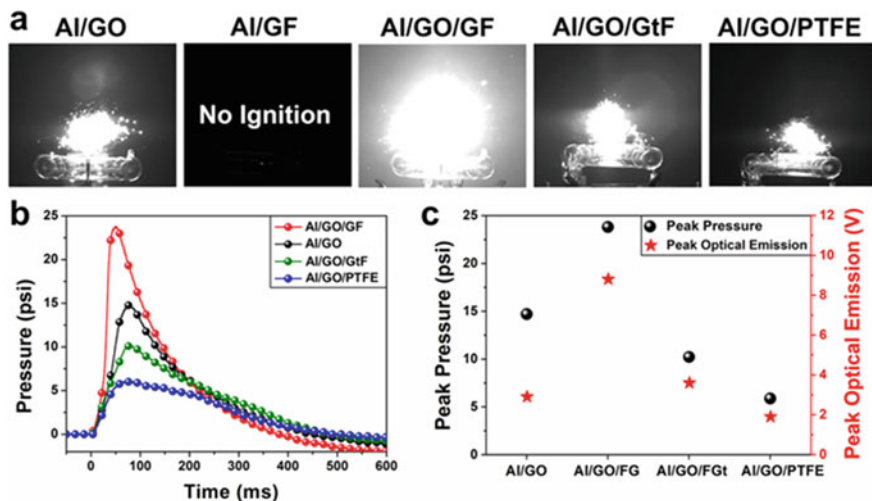 a
Al/GO Al/GF Al/GO/GF Al/GO/GtF Al/GO/PTFE
No Ignition
b
Pressure (psi)
25
20
15
10
5
0
Al/GO/GF
Al/GO
Al/GO/GtF
Al/GO/PTFE
0 100 200 300 400 500 600
Time (ms)
c
Peak Pressure (psi)
25
20
15
10
5
0
Peak Pressure
Peak Optical Emission
12
10
8
6
4
2
0
Peak Optical Emission (V)
Al/GO Al/GO/FG Al/GO/FGt Al/GO/PTFE